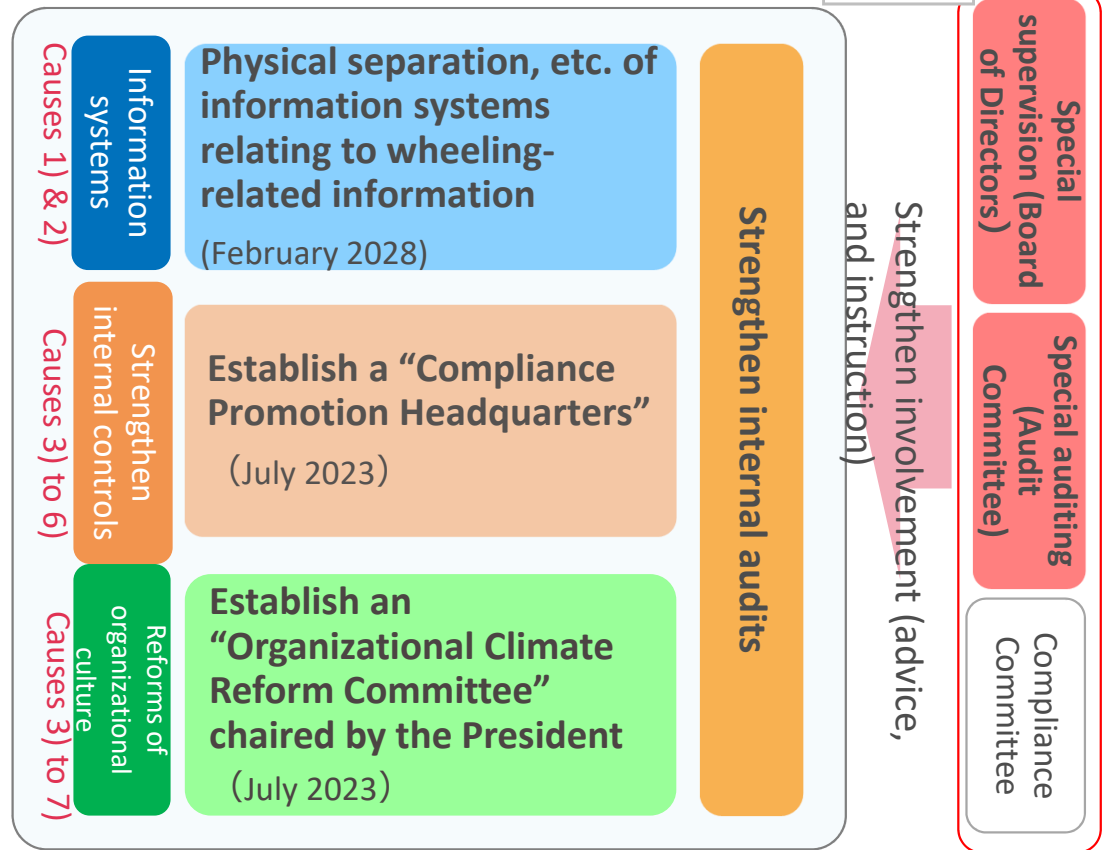 Causes 1) & 2)
Information
systems
Physical separation, etc. of
information systems
relating to wheeling-
related information
(February 2028)
Causes 3) to 6)
Strengthen
internal controls
Establish a “Compliance
Promotion Headquarters”
（July 2023）
Causes 3) to 7)
Reforms of
organizational
culture
Establish an
“Organizational Climate
Reform Committee”
chaired by the President
（July 2023）
Strengthen internal audits
Strengthen involvement (advice,
and instruction)
Special
supervision (Board
of Directors)
Special auditing
(Audit
Committee)
Compliance
Committee